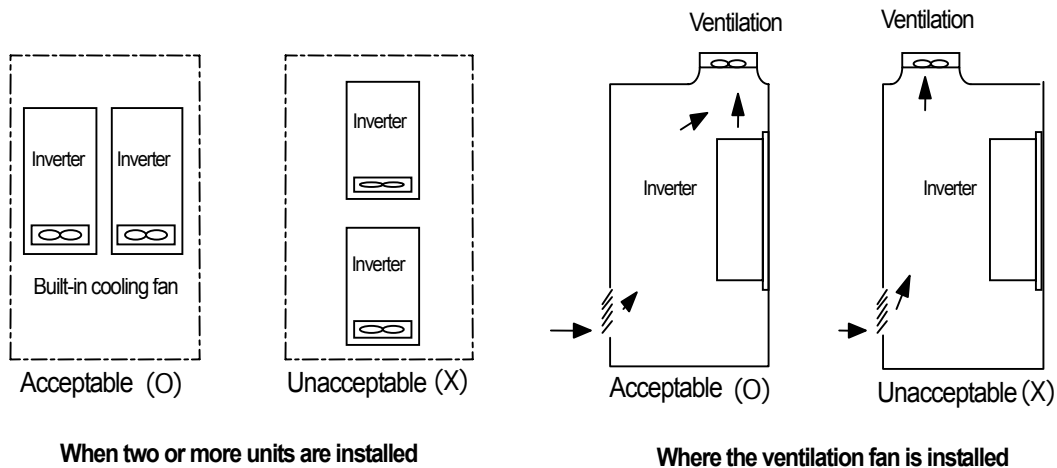 Inverter
Inverter
Built-in cooling fan
Acceptable (O)
Inverter
Inverter
Unacceptable (X)
When two or more units are installed
Ventilation
Inverter
Acceptable (O)
Ventilation
Inverter
Unacceptable (X)
Where the ventilation fan is installed